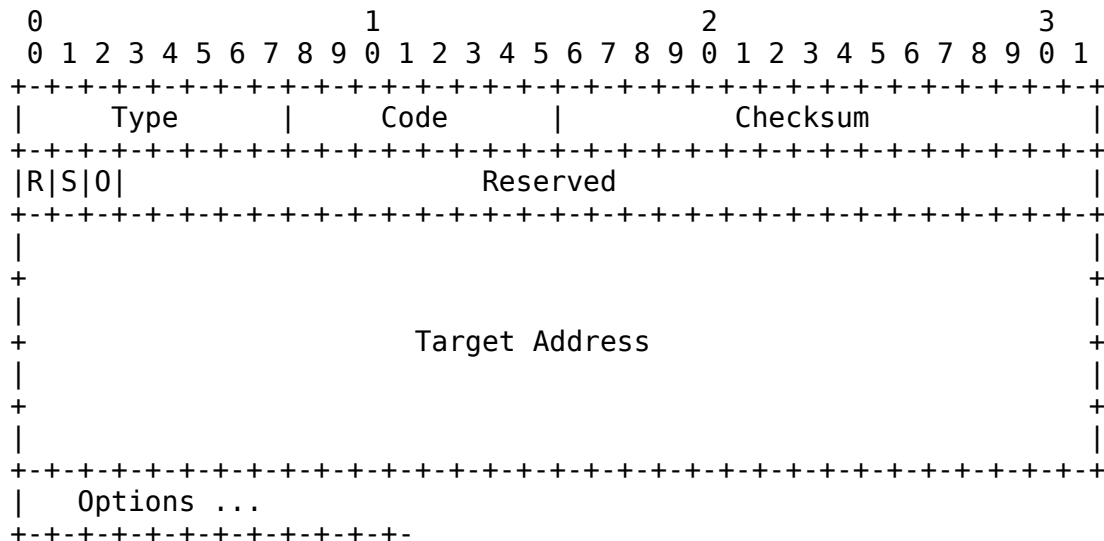 0                   1                   2                   3
 0 1 2 3 4 5 6 7 8 9 0 1 2 3 4 5 6 7 8 9 0 1 2 3 4 5 6 7 8 9 0 1
+-+-+-+-+-+-+-+-+-+-+-+-+-+-+-+-+-+-+-+-+-+-+-+-+-+-+-+-+-+-+-+-+
|     Type      |     Code      |          Checksum             |
+-+-+-+-+-+-+-+-+-+-+-+-+-+-+-+-+-+-+-+-+-+-+-+-+-+-+-+-+-+-+-+-+
|R|S|O|                     Reserved                            |
+-+-+-+-+-+-+-+-+-+-+-+-+-+-+-+-+-+-+-+-+-+-+-+-+-+-+-+-+-+-+-+-+
|                                                               |
+                                                               +
|                                                               |
+                       Target Address                          +
|                                                               |
+                                                               +
|                                                               |
+-+-+-+-+-+-+-+-+-+-+-+-+-+-+-+-+-+-+-+-+-+-+-+-+-+-+-+-+-+-+-+-+
|   Options ...
+-+-+-+-+-+-+-+-+-+-+-+-